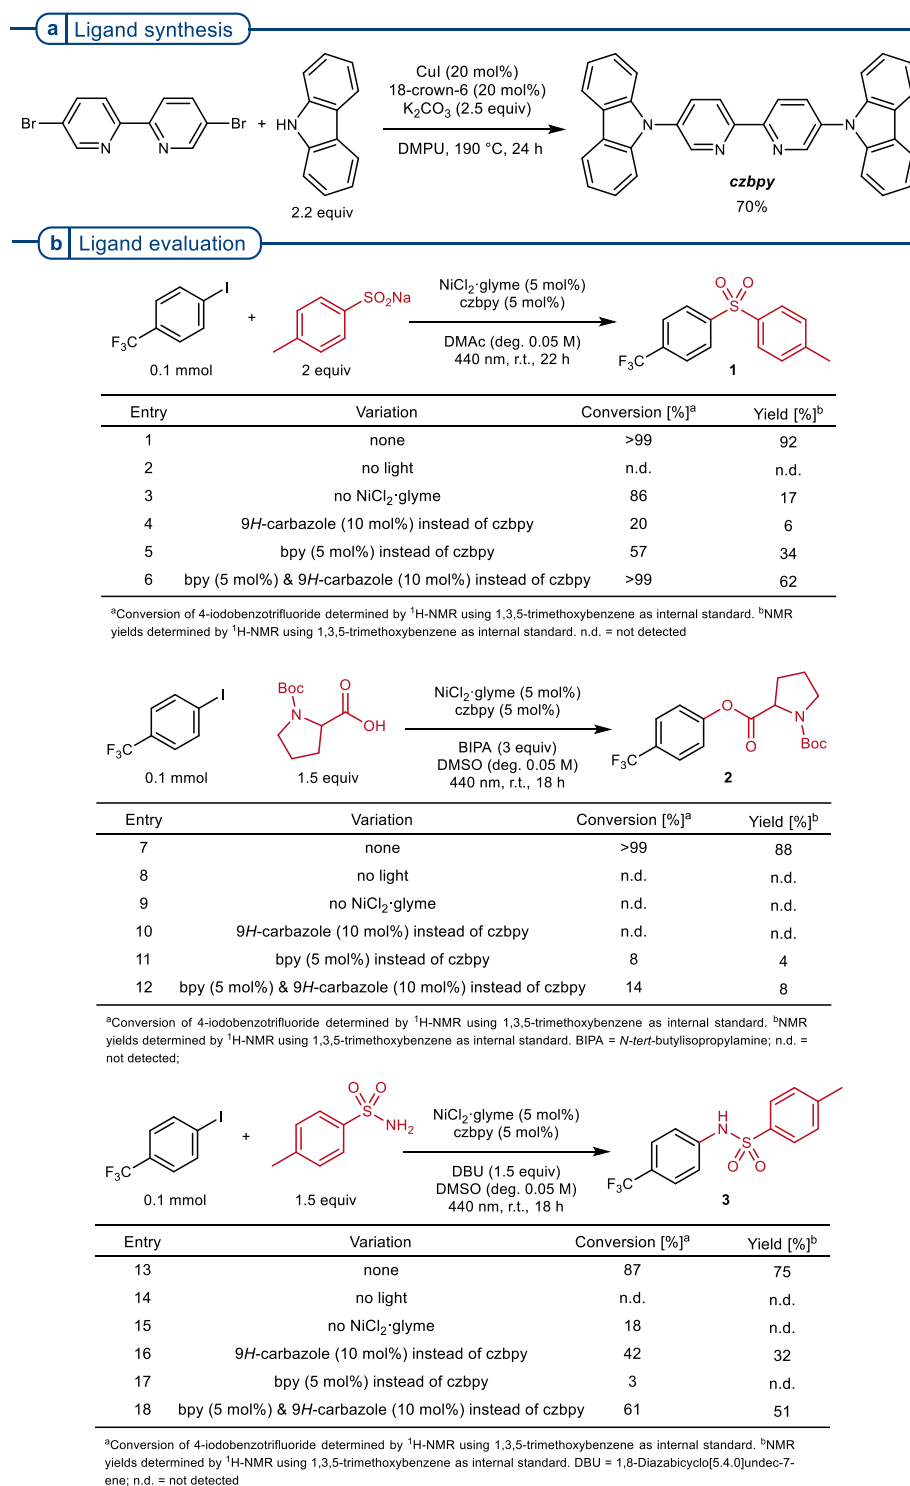 a Ligand synthesis
CuI (20 mol%)
18-crown-6 (20 mol%)
K2CO3 (2.5 equiv)
Br
N
N
Br
+
HN
DMPU, 190 °C, 24 h
N
N
N
N
czbpy
2.2 equiv
70%
b Ligand evaluation
I
F3C
0.1 mmol
+
SO2Na
2 equiv
NiCl2·glyme (5 mol%)
czbpy (5 mol%)
DMAc (deg. 0.05 M)
440 nm, r.t., 22 h
O O
S
F3C
1
Entry Variation Conversion [%]a Yield [%]b
1 none >99 92
2 no light n.d. n.d.
3 no NiCl2·glyme 86 17
4 9H-carbazole (10 mol%) instead of czbpy 20 6
5 bpy (5 mol%) instead of czbpy 57 34
6 bpy (5 mol%) & 9H-carbazole (10 mol%) instead of czbpy >99 62
aConversion of 4-iodobenzotrifluoride determined by 1H-NMR using 1,3,5-trimethoxybenzene as internal standard. bNMR
yields determined by 1H-NMR using 1,3,5-trimethoxybenzene as internal standard. n.d. = not detected
I
F3C
0.1 mmol
Boc
N
O
OH
1.5 equiv
NiCl2·glyme (5 mol%)
czbpy (5 mol%)
BIPA (3 equiv)
DMSO (deg. 0.05 M)
440 nm, r.t., 18 h
O
O
N
Boc
F3C
2
Entry Variation Conversion [%]a Yield [%]b
7 none >99 88
8 no light n.d. n.d.
9 no NiCl2·glyme n.d. n.d.
10 9H-carbazole (10 mol%) instead of czbpy n.d. n.d.
11 bpy (5 mol%) instead of czbpy 8 4
12 bpy (5 mol%) & 9H-carbazole (10 mol%) instead of czbpy 14 8
aConversion of 4-iodobenzotrifluoride determined by 1H-NMR using 1,3,5-trimethoxybenzene as internal standard. bNMR
yields determined by 1H-NMR using 1,3,5-trimethoxybenzene as internal standard. BIPA = N-tert-butylisopropylamine; n.d. =
not detected;
I
F3C
0.1 mmol
+
O O
S
NH2
1.5 equiv
NiCl2·glyme (5 mol%)
czbpy (5 mol%)
DBU (1.5 equiv)
DMSO (deg. 0.05 M)
440 nm, r.t., 18 h
H
N
S
O O
F3C
3
Entry Variation Conversion [%]a Yield [%]b
13 none 87 75
14 no light n.d. n.d.
15 no NiCl2·glyme 18 n.d.
16 9H-carbazole (10 mol%) instead of czbpy 42 32
17 bpy (5 mol%) instead of czbpy 3 n.d.
18 bpy (5 mol%) & 9H-carbazole (10 mol%) instead of czbpy 61 51
aConversion of 4-iodobenzotrifluoride determined by 1H-NMR using 1,3,5-trimethoxybenzene as internal standard. bNMR
yields determined by 1H-NMR using 1,3,5-trimethoxybenzene as internal standard. DBU = 1,8-Diazabicyclo[5.4.0]undec-7-
ene; n.d. = not detected